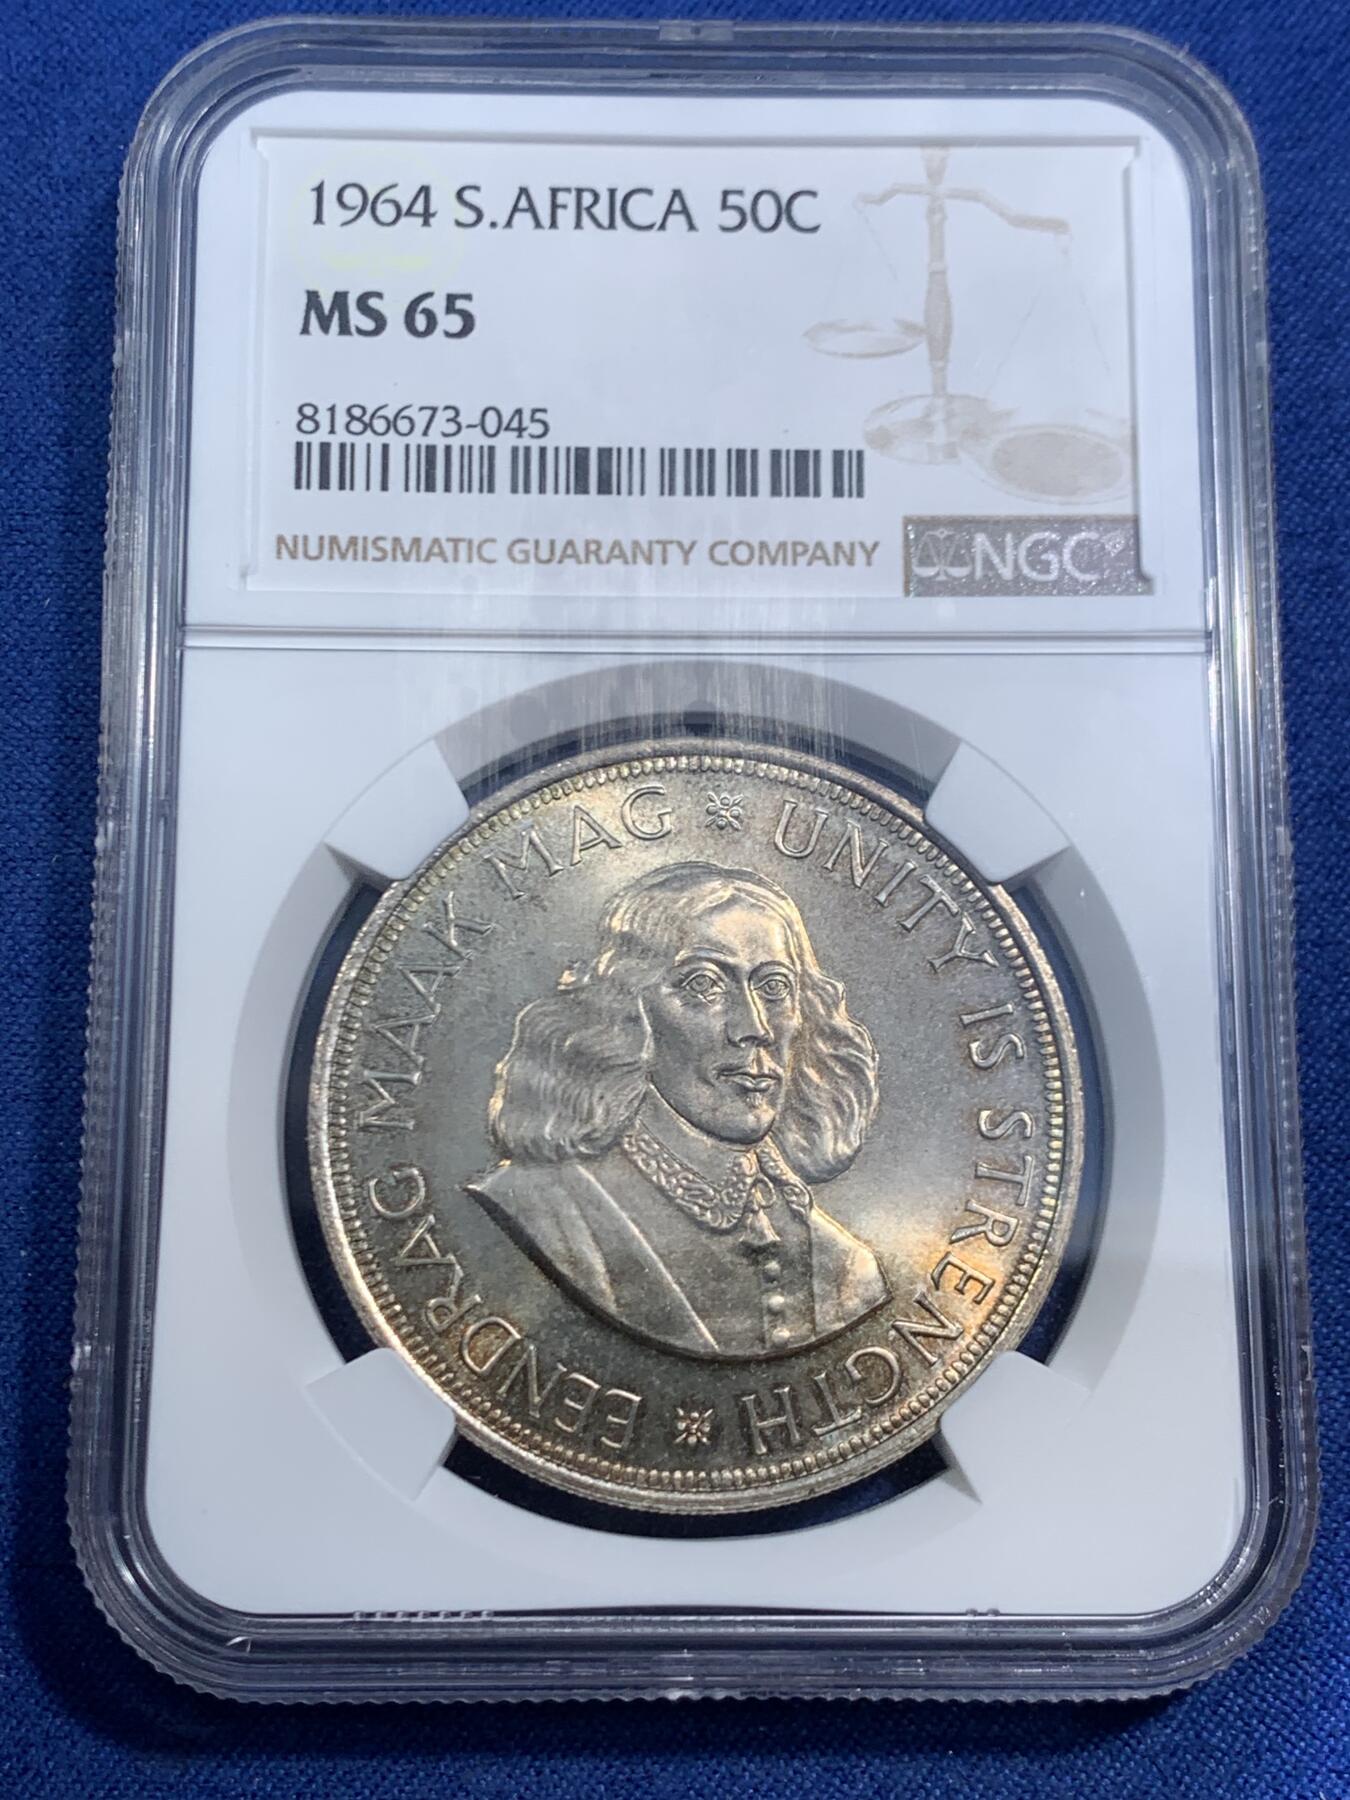 1964 S.AFRICA 50C
MS 65
8186673-045
NUMISMATIC GUARANTY COMPANY
NGC
EENDRAG MAAK MAG * UNITY IS STRENGTH *